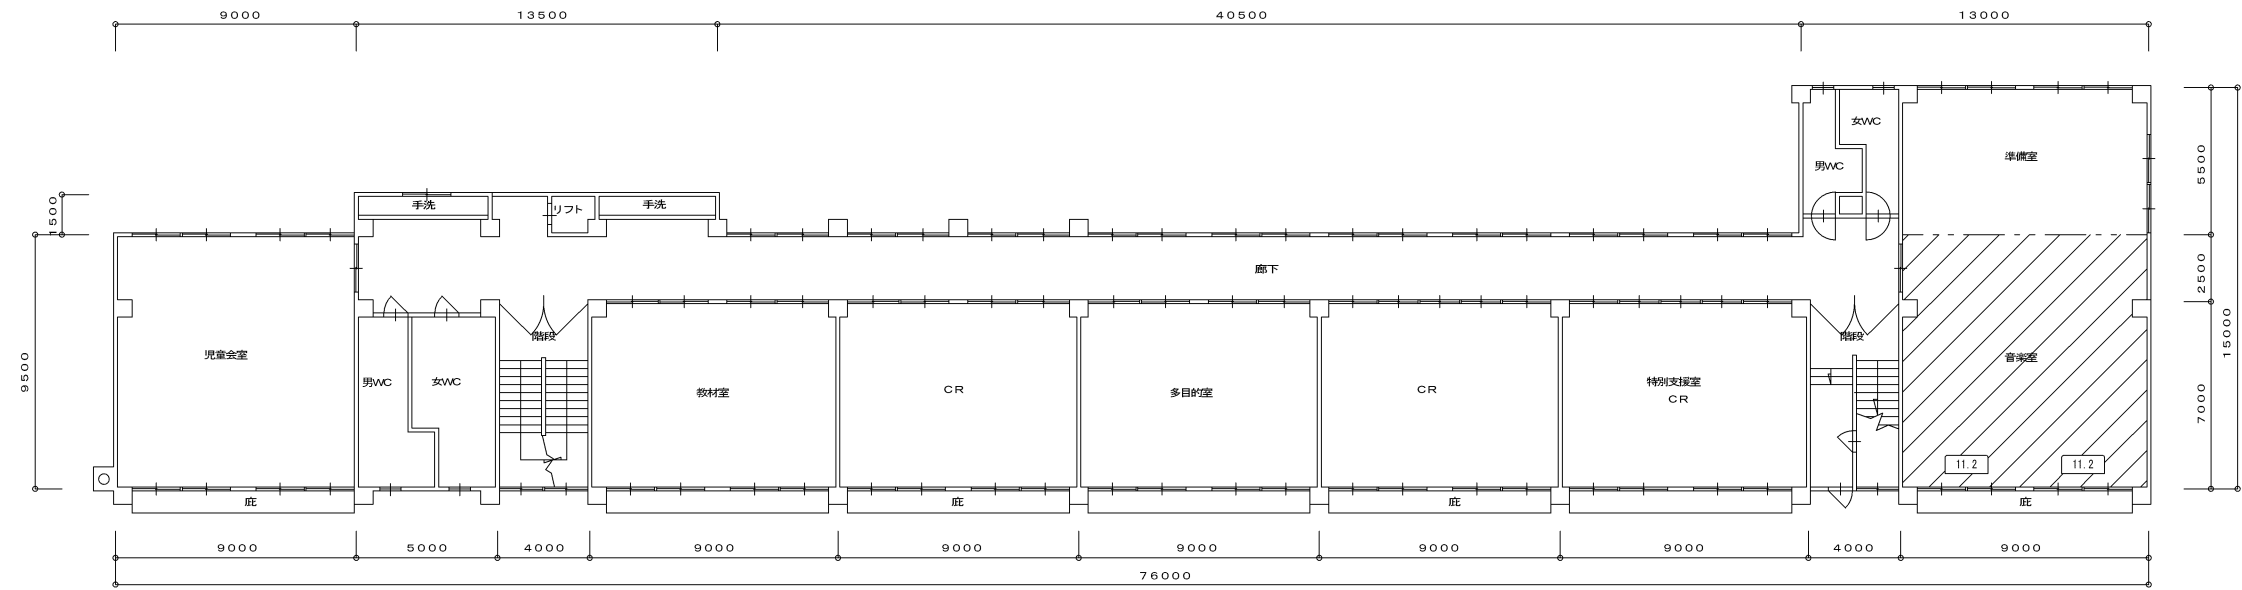 9000 13500 40500 13000
女WC
準備室
男WC
5500
1500
手洗 リフト 手洗
廊下
2500
階段 階段
15000
児童会室 音楽室
9500
男WC 女WC 教材室 CR 多目的室 CR 特別支援室
CR
7000
11.2 11.2
庇 庇 庇 庇
9000 5000 4000 9000 9000 9000 9000 9000 4000 9000
76000